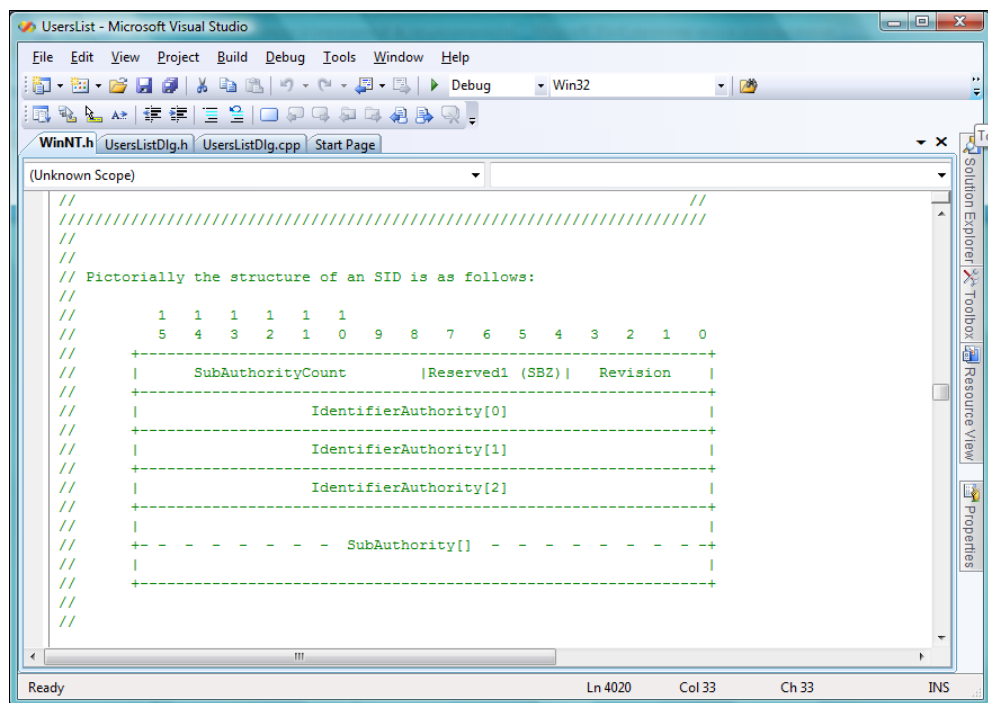 UsersList - Microsoft Visual Studio
File Edit View Project Build Debug Tools Window Help
Debug Win32
WinNT.h UsersListDlg.h UsersListDlg.cpp Start Page
(Unknown Scope)
// //
////////////////////////////////////////////////////////////////////////
//
//
// Pictorially the structure of an SID is as follows:
//
// 1 1 1 1 1 1
// 5 4 3 2 1 0 9 8 7 6 5 4 3 2 1 0
// +---------------------------------------------------------------+
// | SubAuthorityCount |Reserved1 (SBZ)| Revision |
// +---------------------------------------------------------------+
// | IdentifierAuthority[0] |
// +---------------------------------------------------------------+
// | IdentifierAuthority[1] |
// +---------------------------------------------------------------+
// | IdentifierAuthority[2] |
// +---------------------------------------------------------------+
// | |
// +- - - - - - - - SubAuthority[] - - - - - - - - -+
// | |
// +---------------------------------------------------------------+
//
//
Solution Explorer
Toolbox
Resource View
Properties
Ready Ln 4020 Col 33 Ch 33 INS